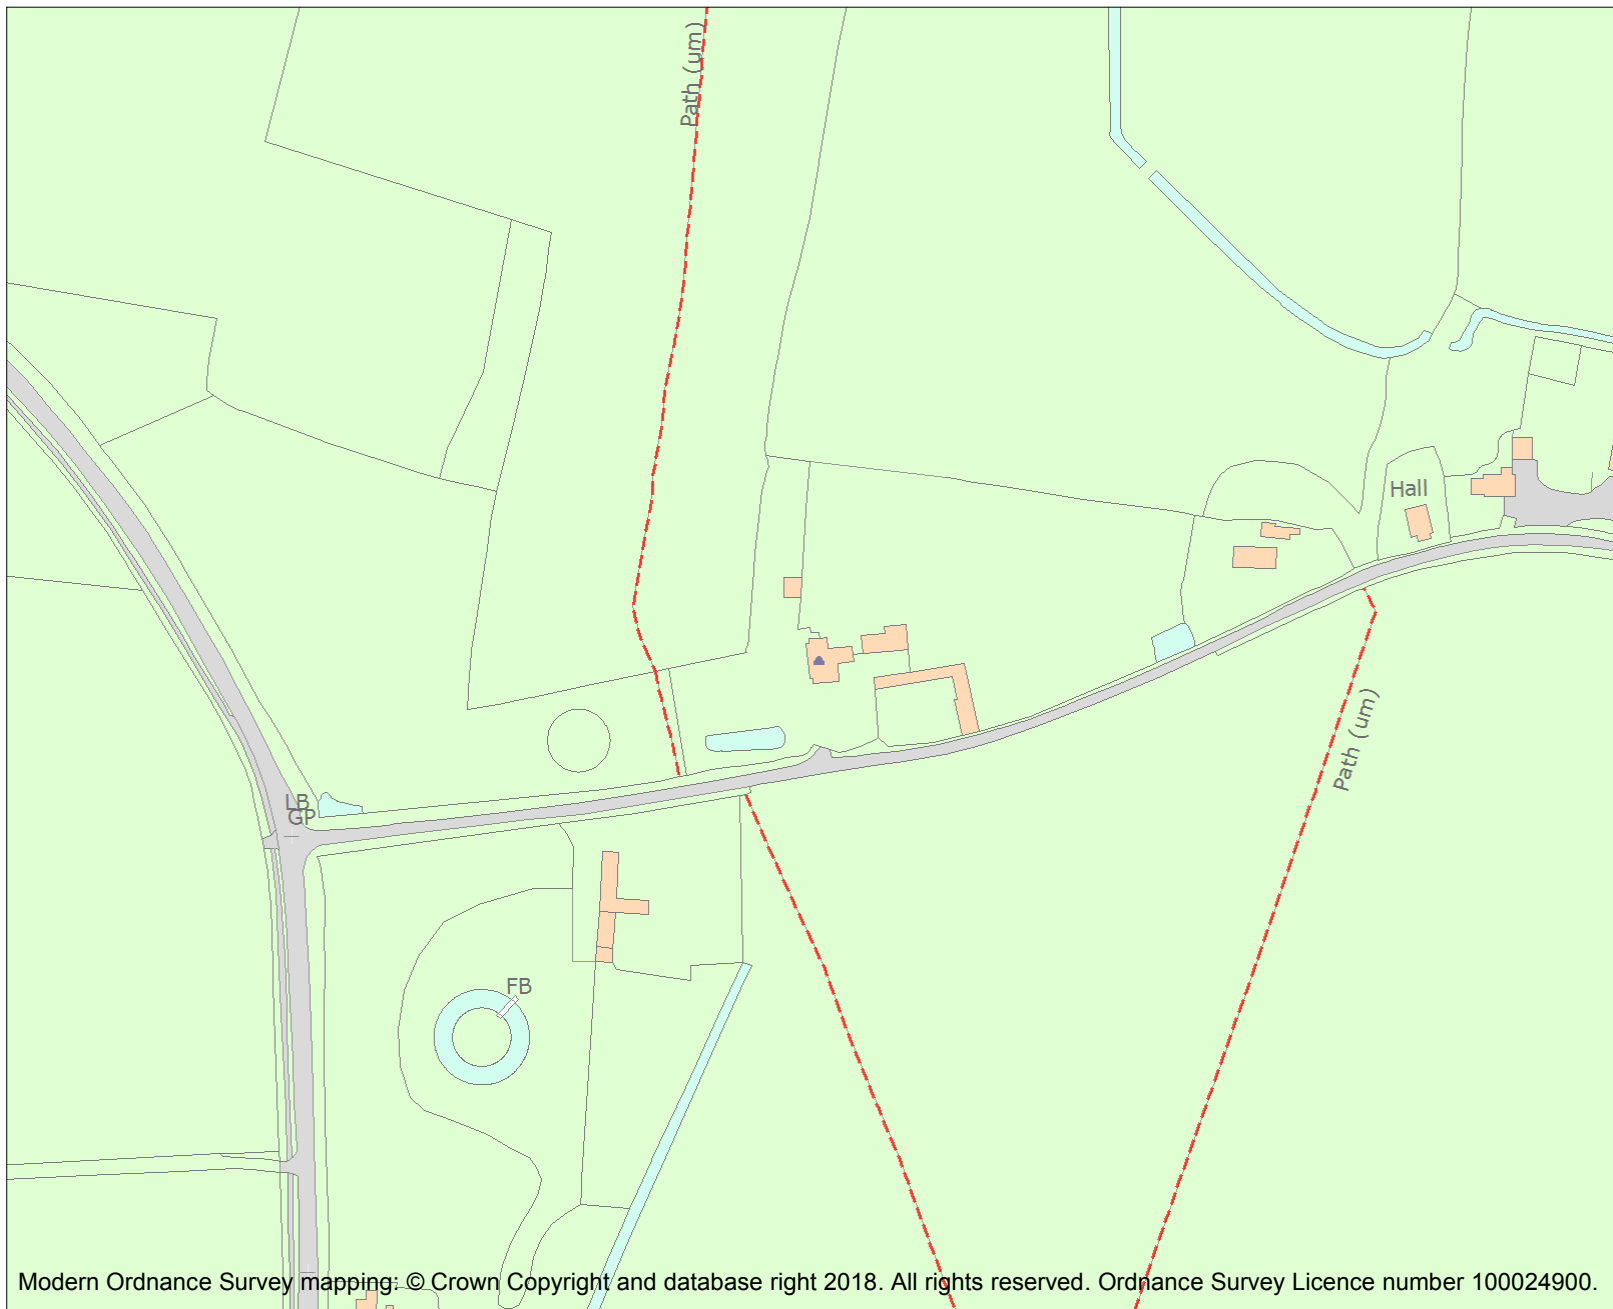 Path (um)
Hall
Path (um)
LB
GP
FB
Modern Ordnance Survey mapping: © Crown Copyright and database right 2018. All rights reserved. Ordnance Survey Licence number 100024900.